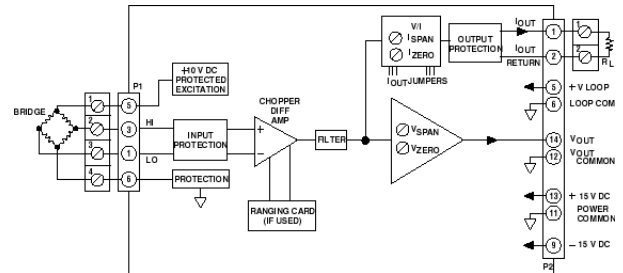 V/I
ISPAN
IZERO
OUTPUT
PROTECTION
IOUT
1
1
IOUT
RETURN
2
2
RL
IOUT JUMPERS
P1
+10 V DC
PROTECTED
EXCITATION
5
+ V LOOP
6
LOOP COM
BRIDGE
1
5
CHOPPER
DIFF
AMP
2
3
HI
INPUT
PROTECTION
+
−
FILTER
VSPAN
VZERO
14
VOUT
12
VOUT
COMMON
3
1
LO
4
6
PROTECTION
RANGING CARD
(IF USED)
13
+ 15 V DC
11
POWER
COMMON
9
− 15 V DC
P2